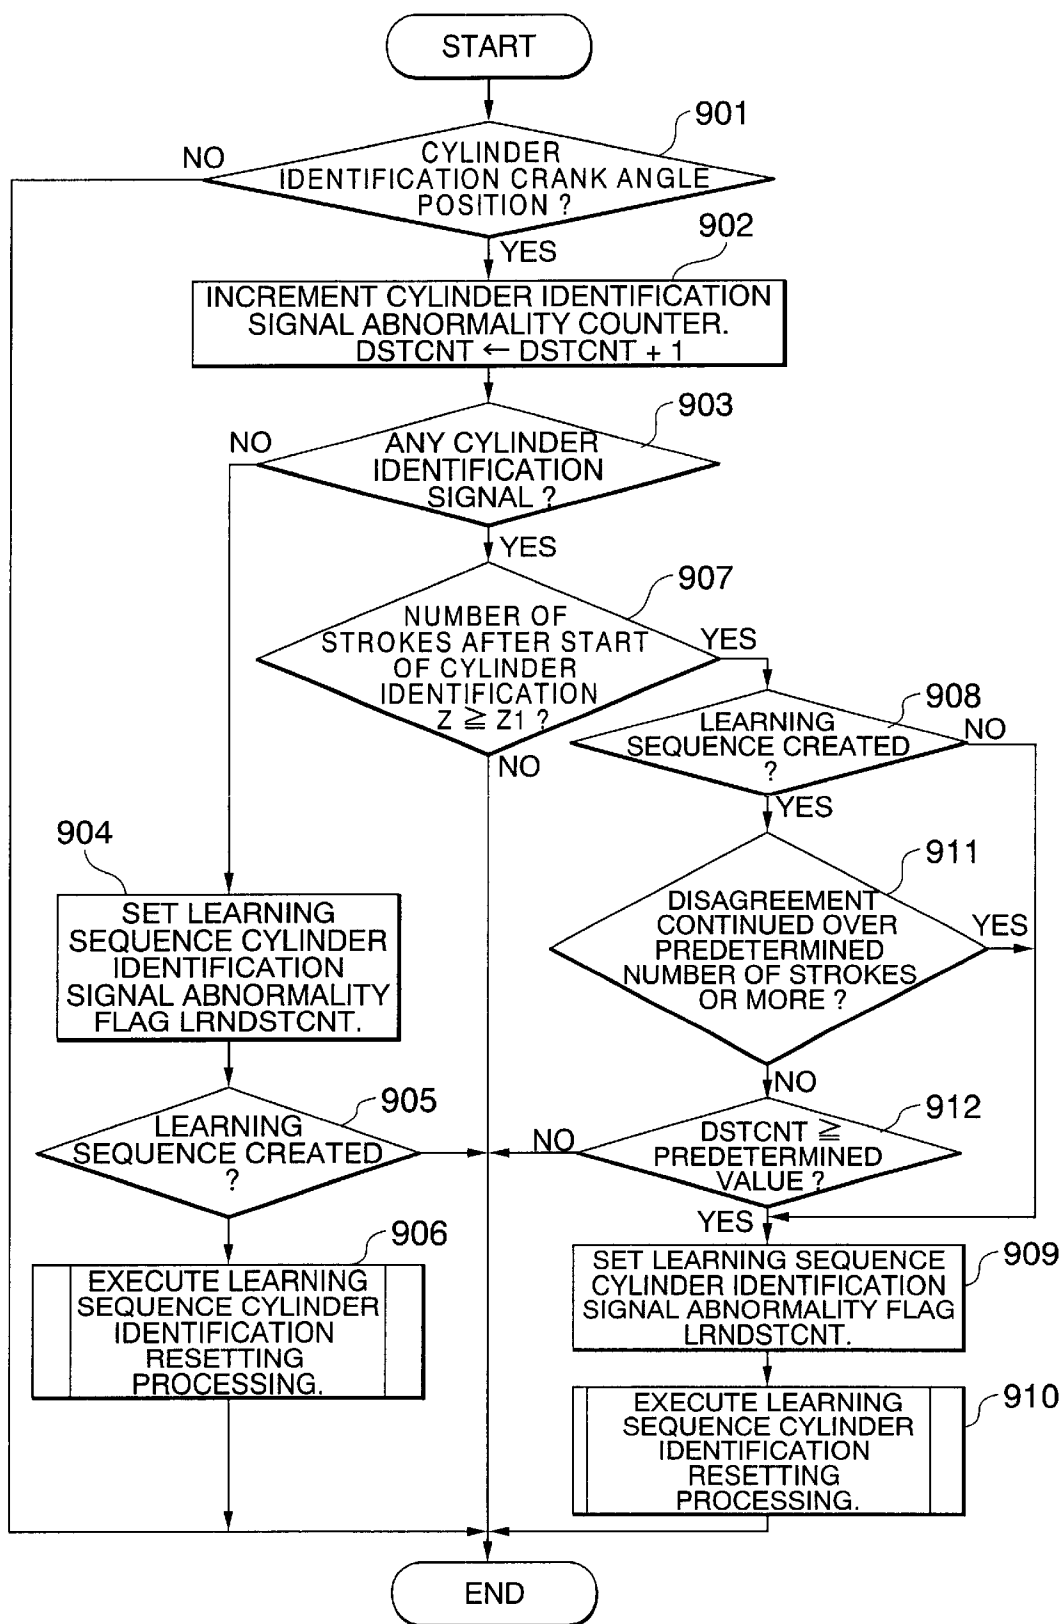 START
901
NO
CYLINDER
IDENTIFICATION CRANK ANGLE
POSITION ?
YES
902
INCREMENT CYLINDER IDENTIFICATION
SIGNAL ABNORMALITY COUNTER.
DSTCNT ← DSTCNT + 1
903
NO
ANY CYLINDER
IDENTIFICATION
SIGNAL ?
YES
907
NUMBER OF
STROKES AFTER START
OF CYLINDER
IDENTIFICATION
Z ≧ Z1 ?
YES
NO
908
LEARNING
SEQUENCE CREATED
?
NO
YES
904
SET LEARNING
SEQUENCE CYLINDER
IDENTIFICATION
SIGNAL ABNORMALITY
FLAG LRNDSTCNT.
911
DISAGREEMENT
CONTINUED OVER
PREDETERMINED
NUMBER OF STROKES
OR MORE ?
YES
NO
905
LEARNING
SEQUENCE CREATED
?
912
NO
DSTCNT ≧
PREDETERMINED
VALUE ?
YES
906
EXECUTE LEARNING
SEQUENCE CYLINDER
IDENTIFICATION
RESETTING
PROCESSING.
909
SET LEARNING SEQUENCE
CYLINDER IDENTIFICATION
SIGNAL ABNORMALITY FLAG
LRNDSTCNT.
910
EXECUTE LEARNING
SEQUENCE CYLINDER
IDENTIFICATION
RESETTING
PROCESSING.
END